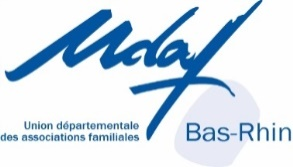 Udaf
Union départementale
des associations familiales
Bas-Rhin